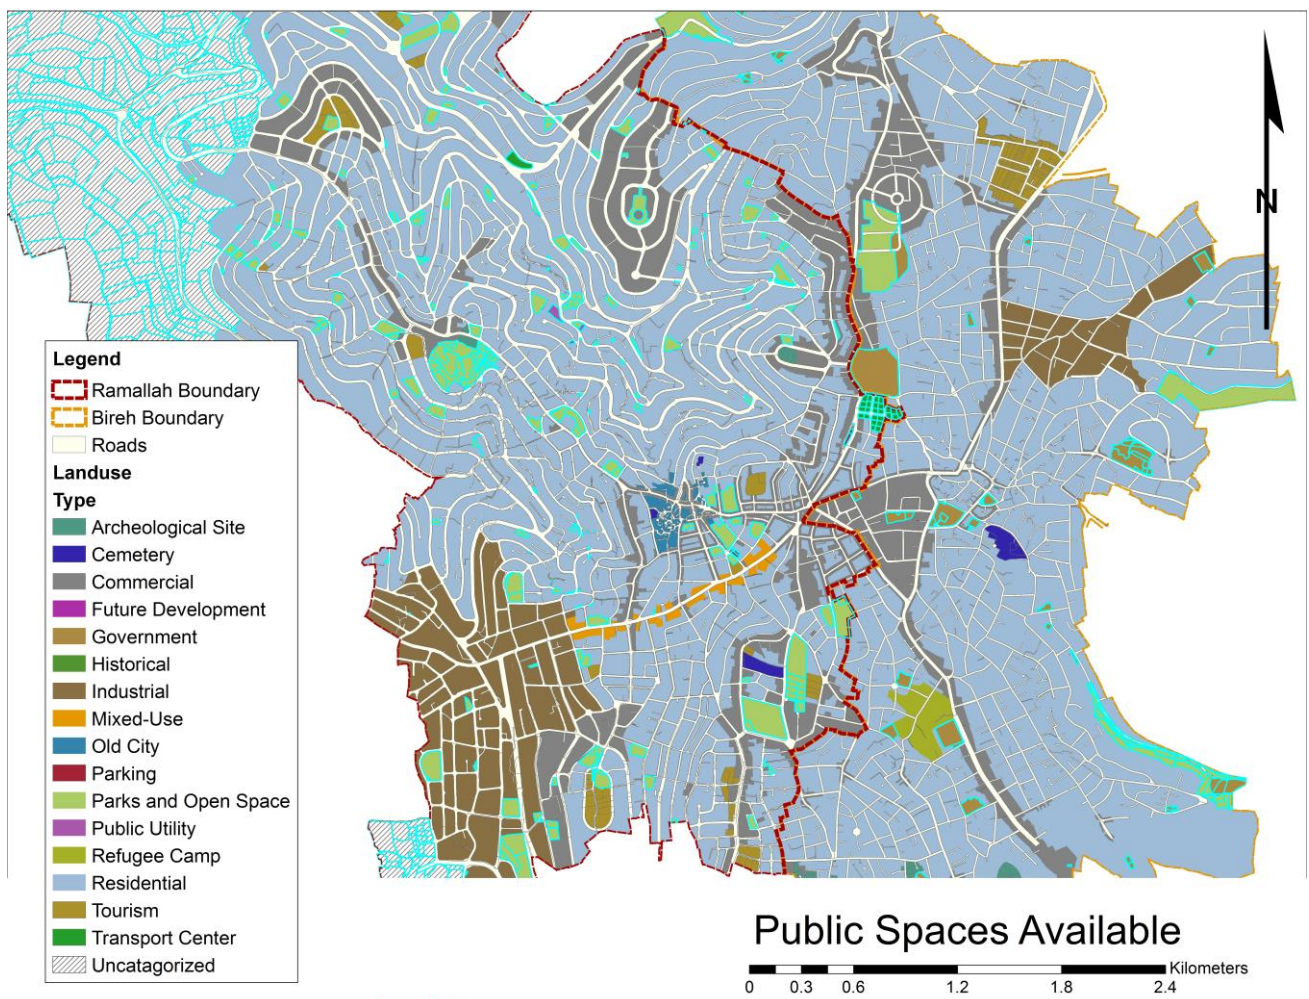 N
Legend
Ramallah Boundary
Bireh Boundary
Roads
Landuse
Type
Archeological Site
Cemetery
Commercial
Future Development
Government
Historical
Industrial
Mixed-Use
Old City
Parking
Parks and Open Space
Public Utility
Refugee Camp
Residential
Tourism
Transport Center
Uncatagorized
Public Spaces Available
Kilometers
0 0.3 0.6 1.2 1.8 2.4